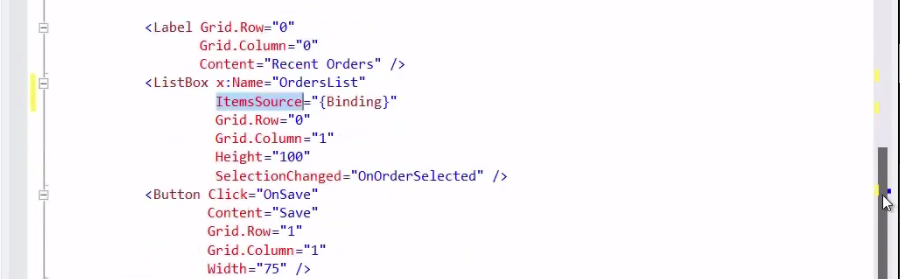 <Label Grid.Row="0"
Grid.Column="0"
Content="Recent Orders" />
<ListBox x:Name="OrdersList"
ItemsSource="{Binding}"
Grid.Row="0"
Grid.Column="1"
Height="100"
SelectionChanged="OnOrderSelected" />
<Button Click="OnSave"
Content="Save"
Grid.Row="1"
Grid.Column="1"
Width="75" />